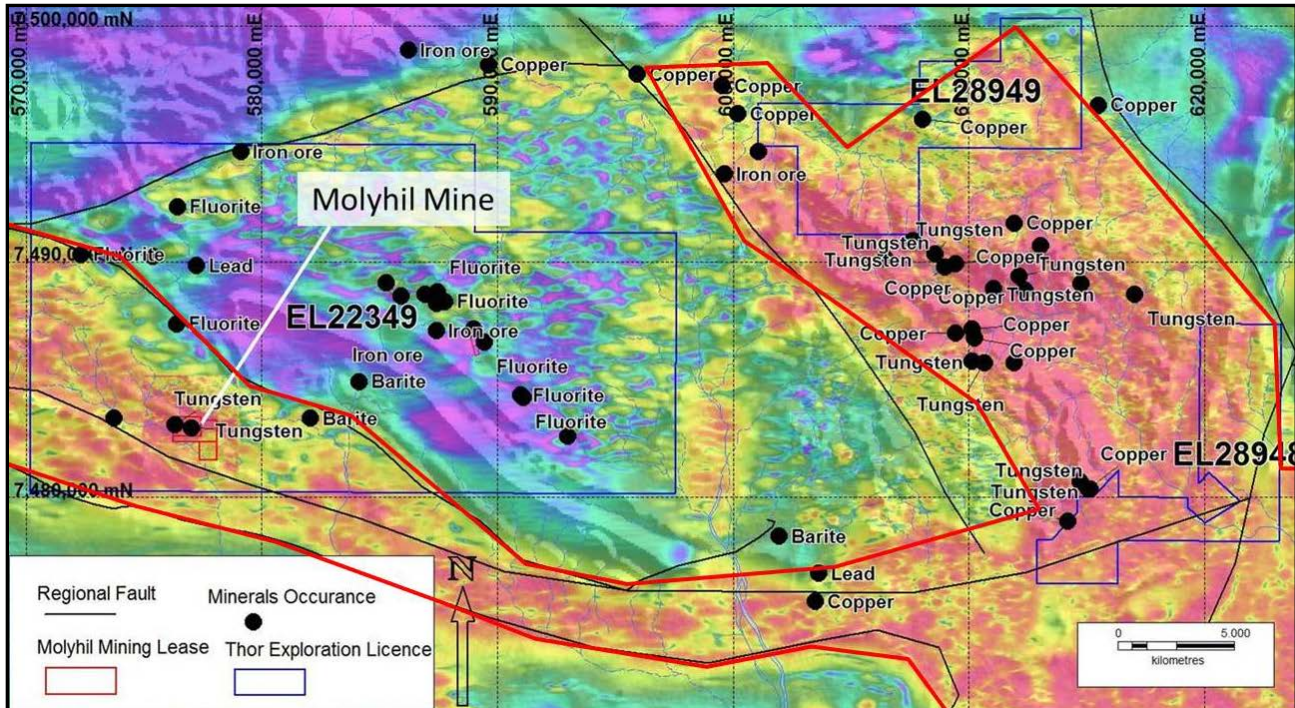 7,500,000 mN
570,000 mE
580,000 mE
590,000 mE
600,000 mE
610,000 mE
620,000 mE
Iron ore
Copper
Copper
Copper
Copper
EL28949
Copper
Copper
Iron ore
Iron ore
Molyhil Mine
Fluorite
Tungsten
Copper
7,490,000 mN
Fluorite
Lead
Fluorite
Tungsten
Copper
Tungsten
Fluorite
Copper
Copper
Tungsten
EL22349
Fluorite
Iron ore
Tungsten
Copper
Copper
Iron ore
Fluorite
Copper
Tungsten
Barite
Fluorite
Tungsten
Tungsten
Barite
Fluorite
Tungsten
Copper
EL28948
Tungsten
7,480,000 mN
Tungsten
Copper
Barite
Lead
Copper
N
Regional Fault
Minerals Occurance
Molyhil Mining Lease
Thor Exploration Licence
0 5.000
kilometres